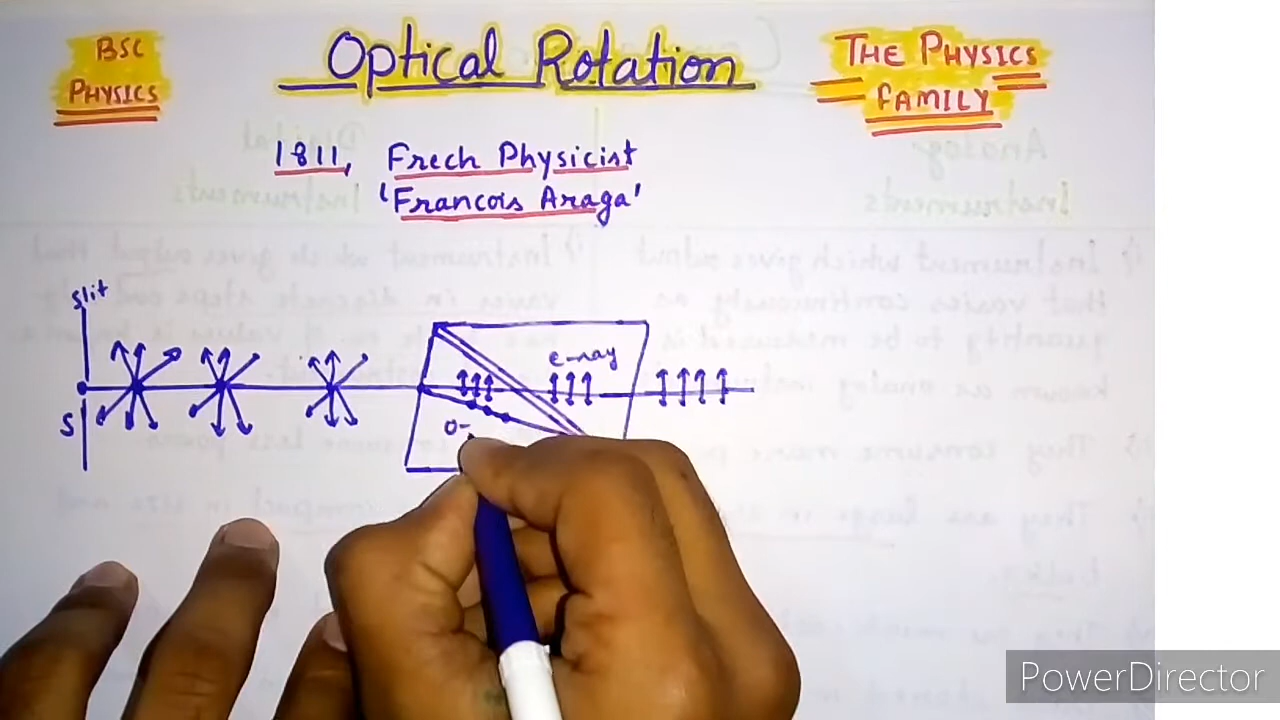 BSC
PHYSICS
Optical Rotation
THE PHYSICS
FAMILY
1811, Frech Physicist
'Francois Araga'
slit
S
e-ray
o-
PowerDirector